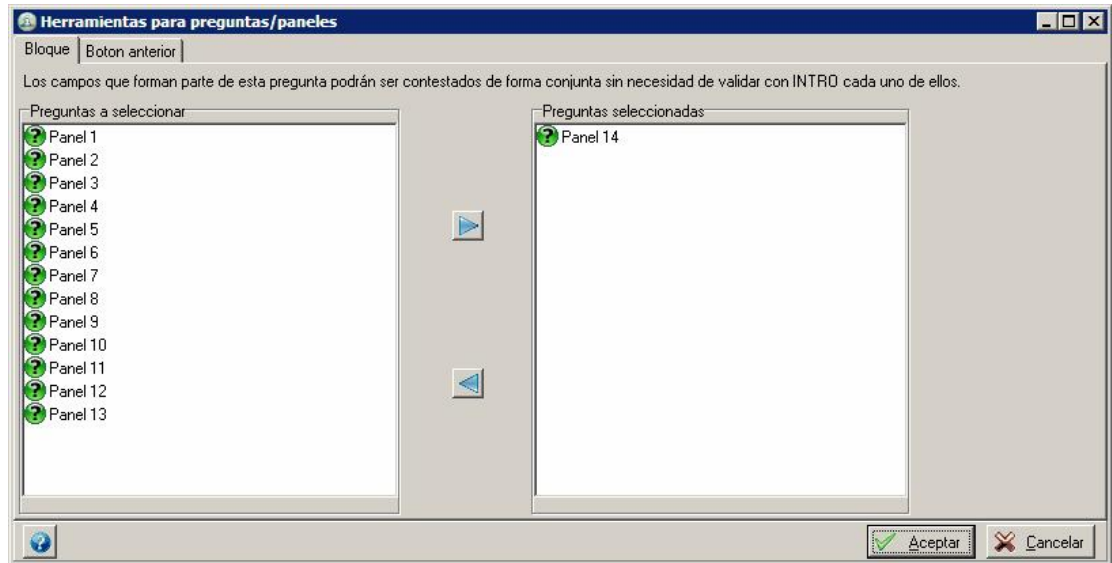 Herramientas para preguntas/paneles
Bloque Boton anterior
Los campos que forman parte de esta pregunta podrán ser contestados de forma conjunta sin necesidad de validar con INTRO cada uno de ellos.
Preguntas a seleccionar
Panel 1
Panel 2
Panel 3
Panel 4
Panel 5
Panel 6
Panel 7
Panel 8
Panel 9
Panel 10
Panel 11
Panel 12
Panel 13
Preguntas seleccionadas
Panel 14
Aceptar Cancelar